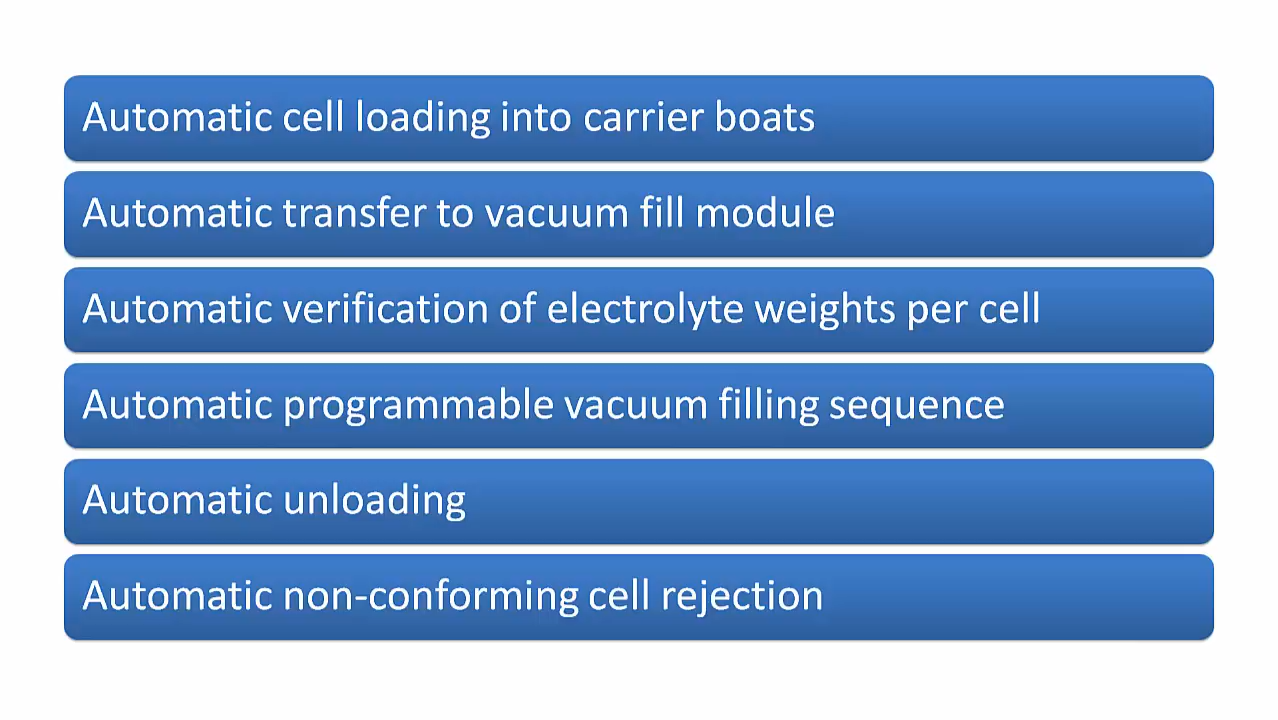 Automatic cell loading into carrier boats
Automatic transfer to vacuum fill module
Automatic verification of electrolyte weights per cell
Automatic programmable vacuum filling sequence
Automatic unloading
Automatic non-conforming cell rejection